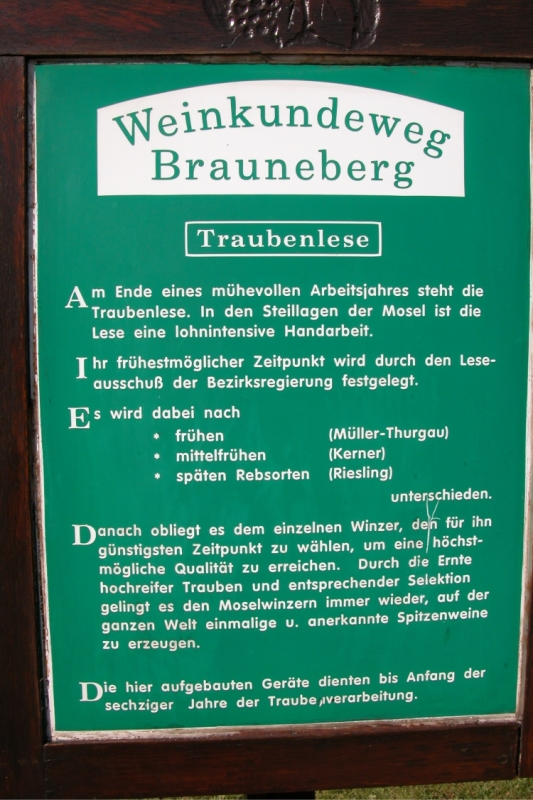 Weinkundeweg
Brauneberg
Traubenlese
Am Ende eines mühevollen Arbeitsjahres steht die
Traubenlese. In den Steillagen der Mosel ist die
Lese eine lohnintensive Handarbeit.
Ihr frühestmöglicher Zeitpunkt wird durch den Lese-
ausschuß der Bezirksregierung festgelegt.
Es wird dabei nach
* frühen (Müller-Thurgau)
* mittelfrühen (Kerner)
* späten Rebsorten (Riesling)
unterschieden.
Danach obliegt es dem einzelnen Winzer, den für ihn
günstigsten Zeitpunkt zu wählen, um eine höchst-
mögliche Qualität zu erreichen. Durch die Ernte
hochreifer Trauben und entsprechender Selektion
gelingt es den Moselwinzern immer wieder, auf der
ganzen Welt einmalige u. anerkannte Spitzenweine
zu erzeugen.
Die hier aufgebauten Geräte dienten bis Anfang der
sechziger Jahre der Traubenverarbeitung.